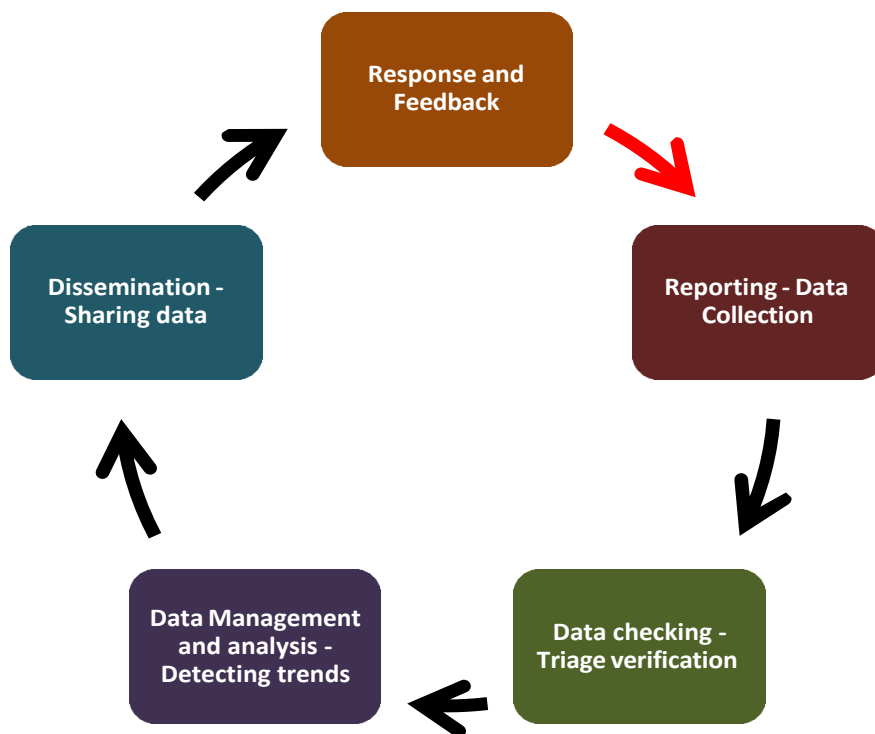 Response and
Feedback
Reporting - Data
Collection
Data checking -
Triage verification
Data Management
and analysis -
Detecting trends
Dissemination -
Sharing data